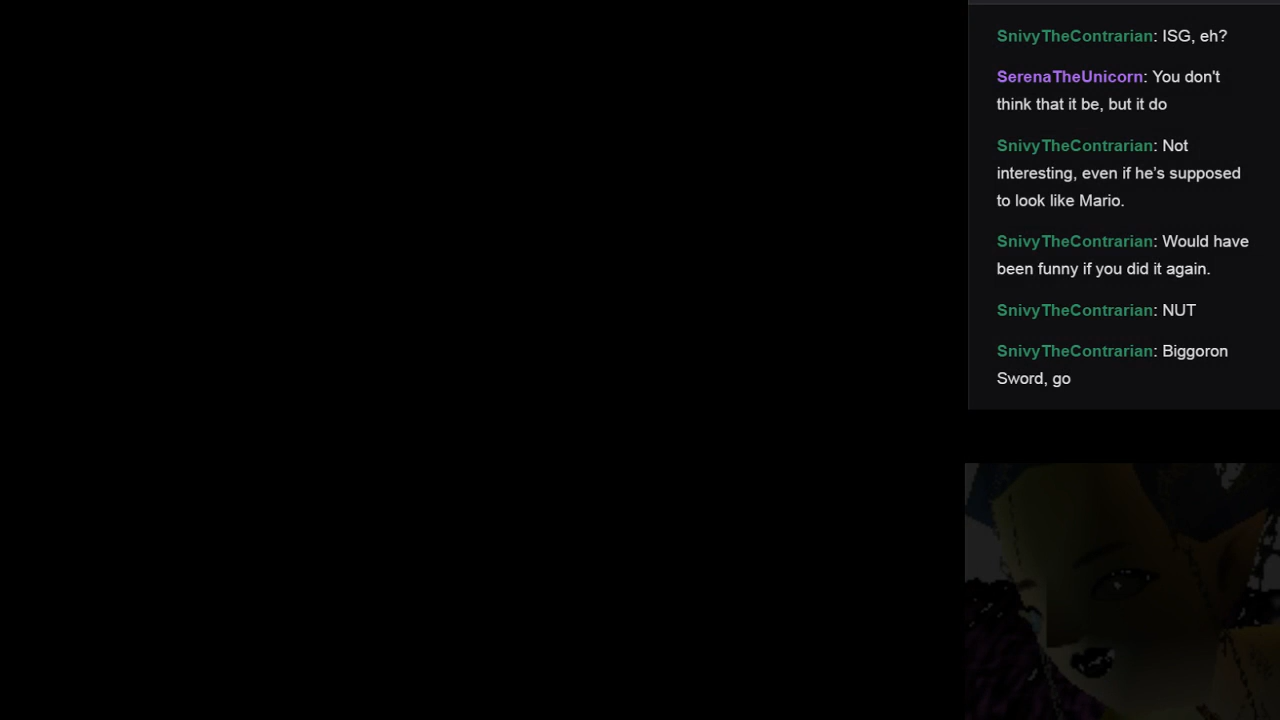 SnivyTheContrarian: ISG, eh?
SerenaTheUnicorn: You don't
think that it be, but it do
SnivyTheContrarian: Not
interesting, even if he's supposed
to look like Mario.
SnivyTheContrarian: Would have
been funny if you did it again.
SnivyTheContrarian: NUT
SnivyTheContrarian: Biggoron
Sword, go